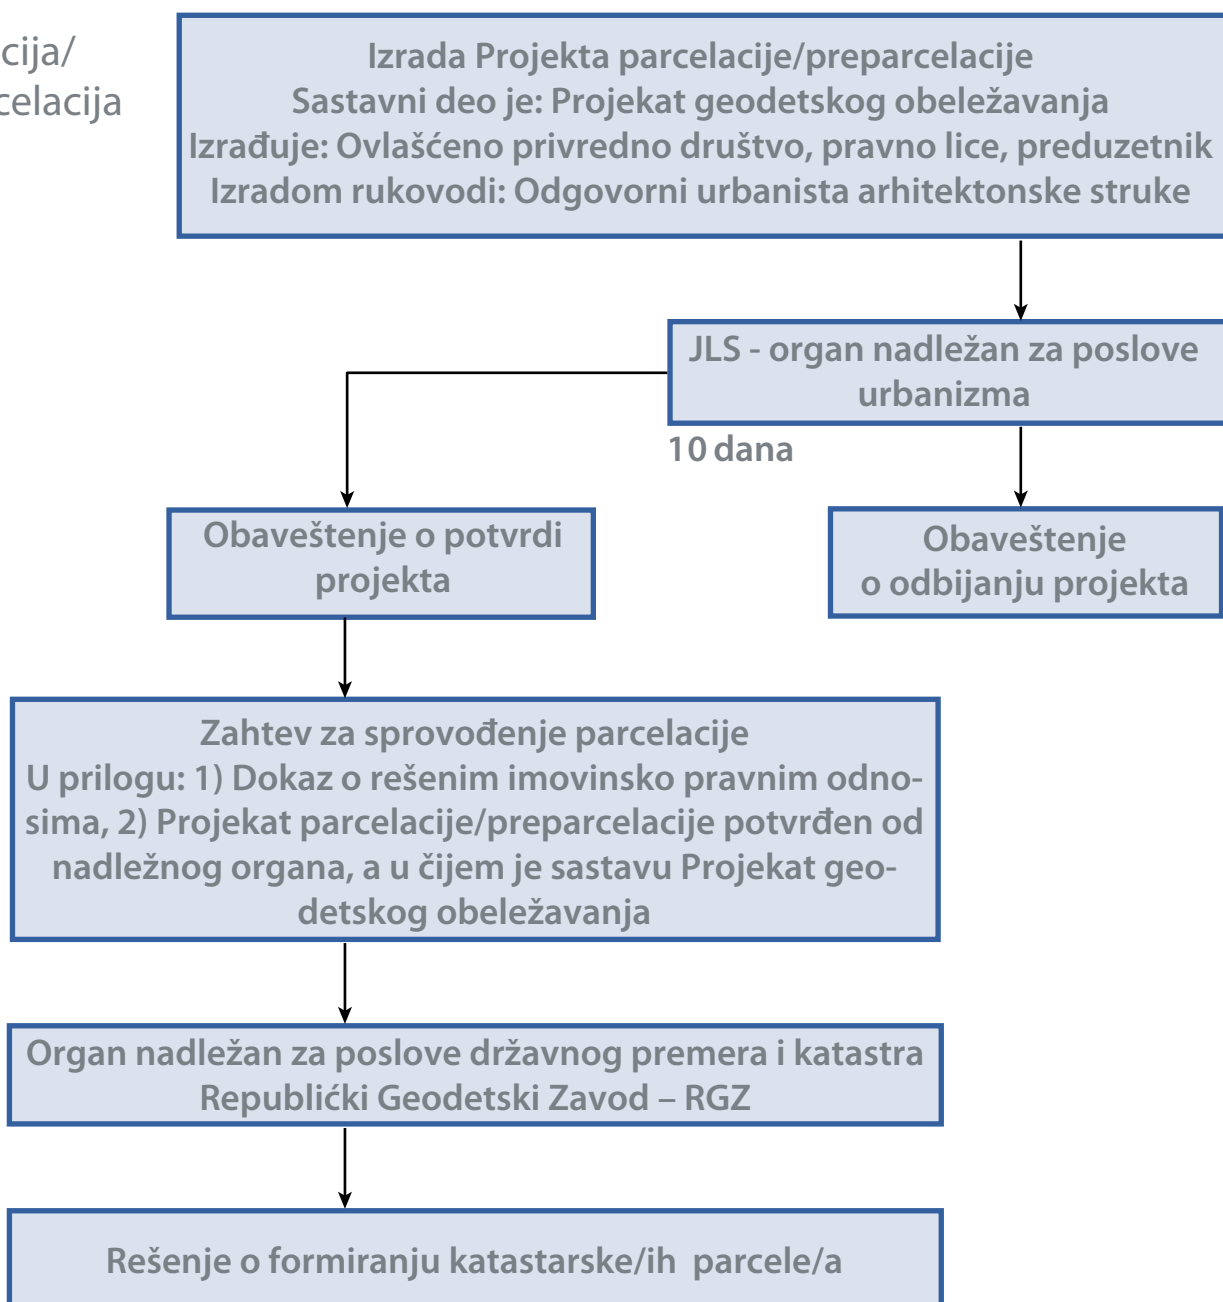 cija/
celacija
Izrada Projekta parcelacije/preparcelacije
Sastavni deo je: Projekat geodetskog obeležavanja
Izrađuje: Ovlašćeno privredno društvo, pravno lice, preduzetnik
Izradom rukovodi: Odgovorni urbanista arhitektonske struke
JLS - organ nadležan za poslove
urbanizma
10 dana
Obaveštenje o potvrdi
projekta
Obaveštenje
o odbijanju projekta
Zahtev za sprovođenje parcelacije
U prilogu: 1) Dokaz o rešenim imovinsko pravnim odno-
sima, 2) Projekat parcelacije/preparcelacije potvrđen od
nadležnog organa, a u čijem je sastavu Projekat geo-
detskog obeležavanja
Organ nadležan za poslove državnog premera i katastra
Republićki Geodetski Zavod – RGZ
Rešenje o formiranju katastarske/ih parcele/a